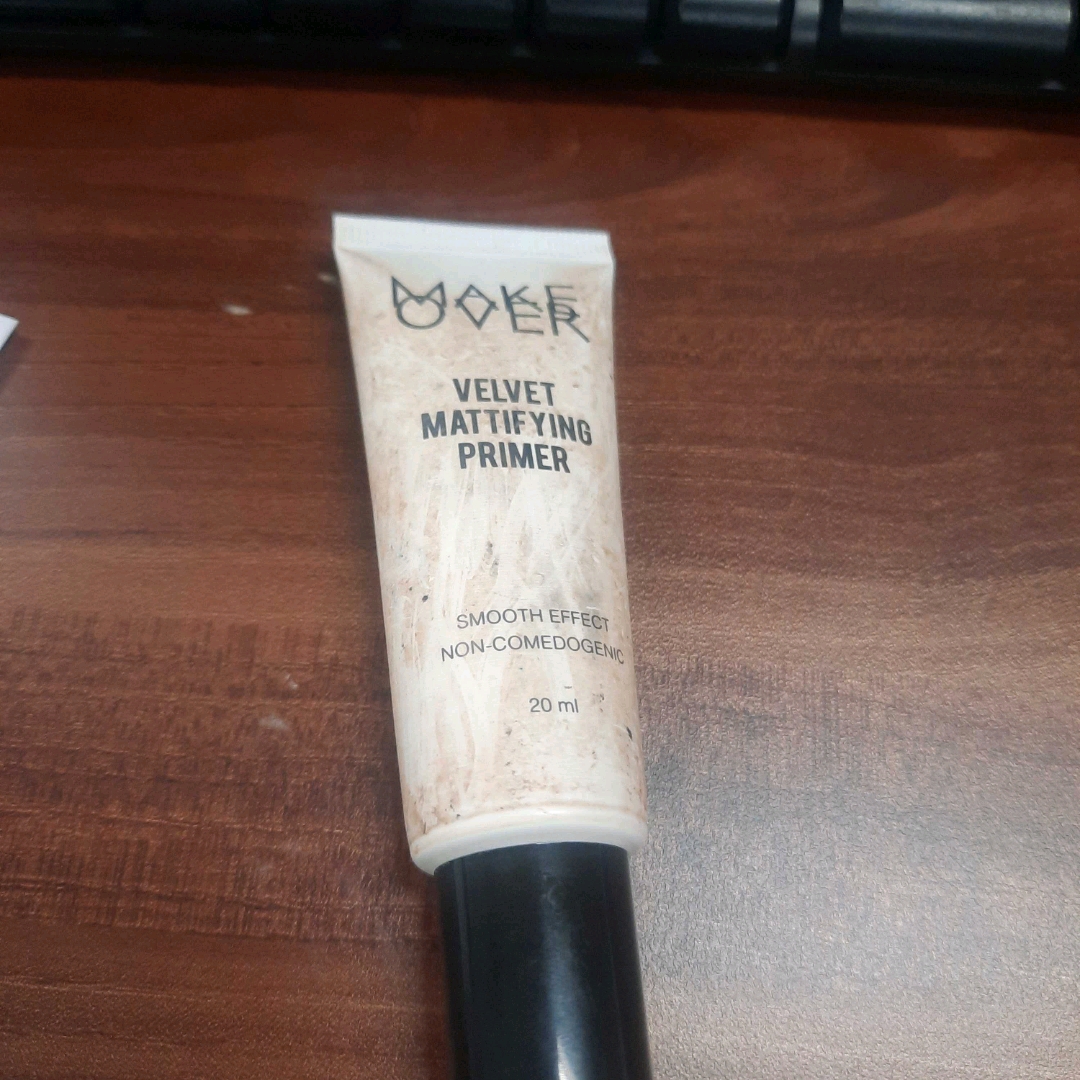 MAKE
OVER
VELVET
MATTIFYING
PRIMER
SMOOTH EFFECT
NON-COMEDOGENIC
20 ml